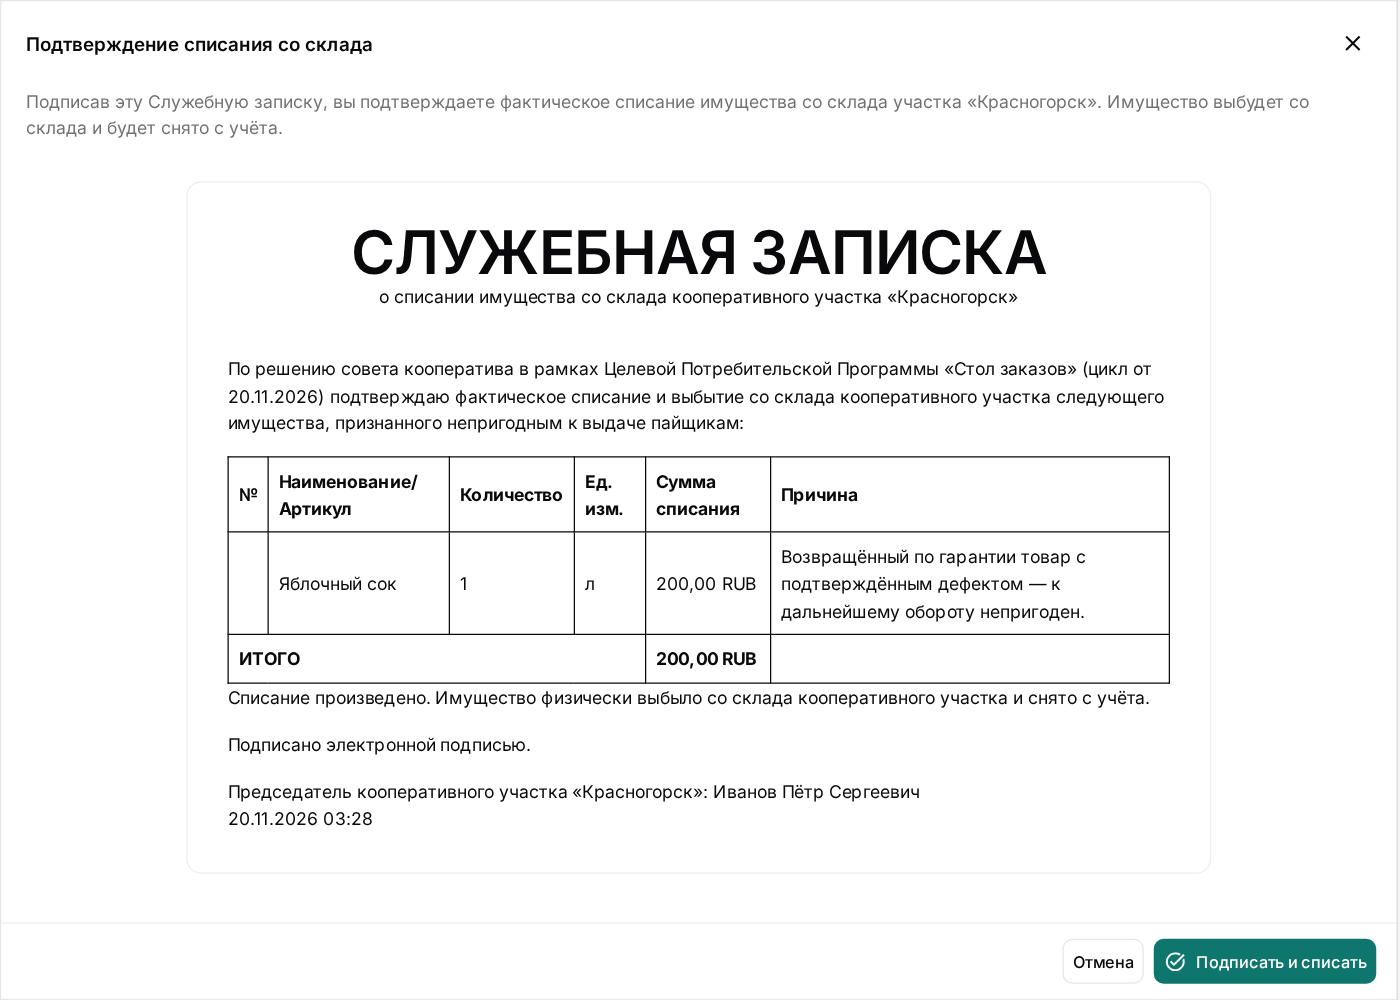 Подтверждение списания со склада
Подписав эту Служебную записку, вы подтверждаете фактическое списание имущества со склада участка «Красногорск». Имущество выбудет со
склада и будет снято с учёта.
СЛУЖЕБНАЯ ЗАПИСКА
о списании имущества со склада кооперативного участка «Красногорск»
По решению совета кооператива в рамках Целевой Потребительской Программы «Стол заказов» (цикл от
20.11.2026) подтверждаю фактическое списание и выбытие со склада кооперативного участка следующего
имущества, признанного непригодным к выдаче пайщикам:
№ Наименование/ Артикул Количество Ед. изм. Сумма списания Причина
Яблочный сок 1 л 200,00 RUB Возвращённый по гарантии товар с
подтверждённым дефектом — к
дальнейшему обороту непригоден.
ИТОГО 200,00 RUB
Списание произведено. Имущество физически выбыло со склада кооперативного участка и снято с учёта.
Подписано электронной подписью.
Председатель кооперативного участка «Красногорск»: Иванов Пётр Сергеевич
20.11.2026 03:28
Отмена
Подписать и списать